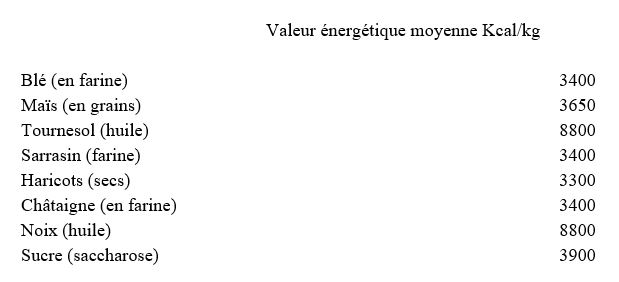 Valeur énergétique moyenne Kcal/kg
Blé (en farine) 3400
Maïs (en grains) 3650
Tournesol (huile) 8800
Sarrasin (farine) 3400
Haricots (secs) 3300
Châtaigne (en farine) 3400
Noix (huile) 8800
Sucre (saccharose) 3900